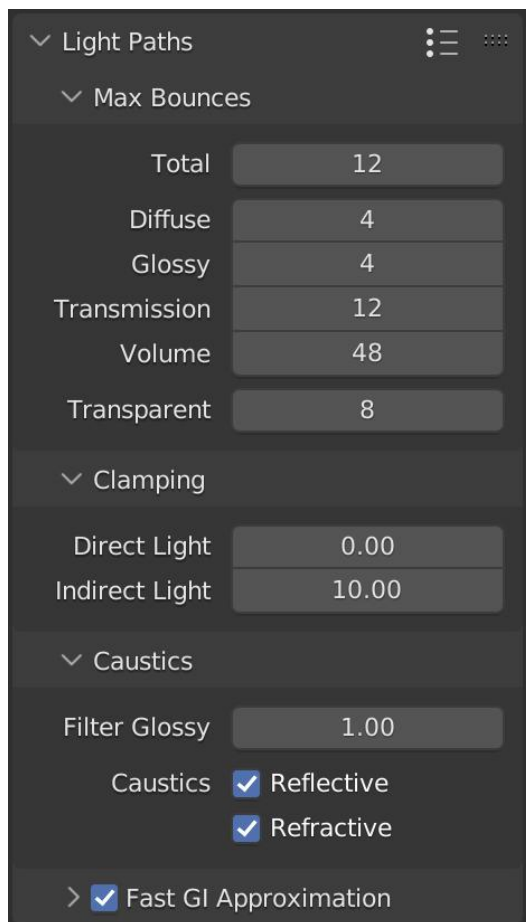 Light Paths
Max Bounces
Total 12
Diffuse 4
Glossy 4
Transmission 12
Volume 48
Transparent 8
Clamping
Direct Light 0.00
Indirect Light 10.00
Caustics
Filter Glossy 1.00
Caustics Reflective
Refractive
Fast GI Approximation